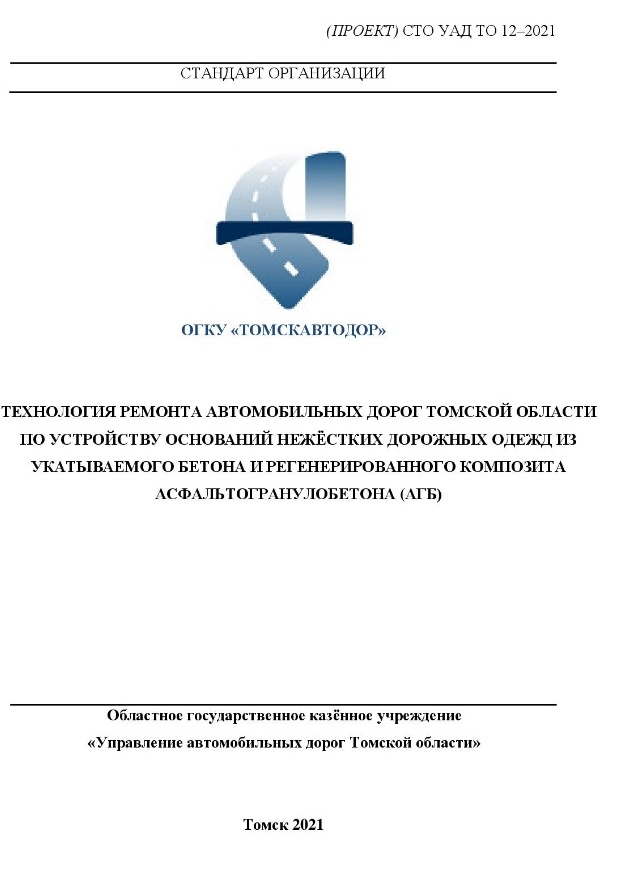 (ПРОЕКТ) СТО УАД ТО 12–2021
СТАНДАРТ ОРГАНИЗАЦИИ
ОГКУ «ТОМСКАВТОДОР»
ТЕХНОЛОГИЯ РЕМОНТА АВТОМОБИЛЬНЫХ ДОРОГ ТОМСКОЙ ОБЛАСТИ
ПО УСТРОЙСТВУ ОСНОВАНИЙ НЕЖЁСТКИХ ДОРОЖНЫХ ОДЕЖД ИЗ
УКАТЫВАЕМОГО БЕТОНА И РЕГЕНЕРИРОВАННОГО КОМПОЗИТА
АСФАЛЬТОГРАНУЛОБЕТОНА (АГБ)
Областное государственное казённое учреждение
«Управление автомобильных дорог Томской области»
Томск 2021